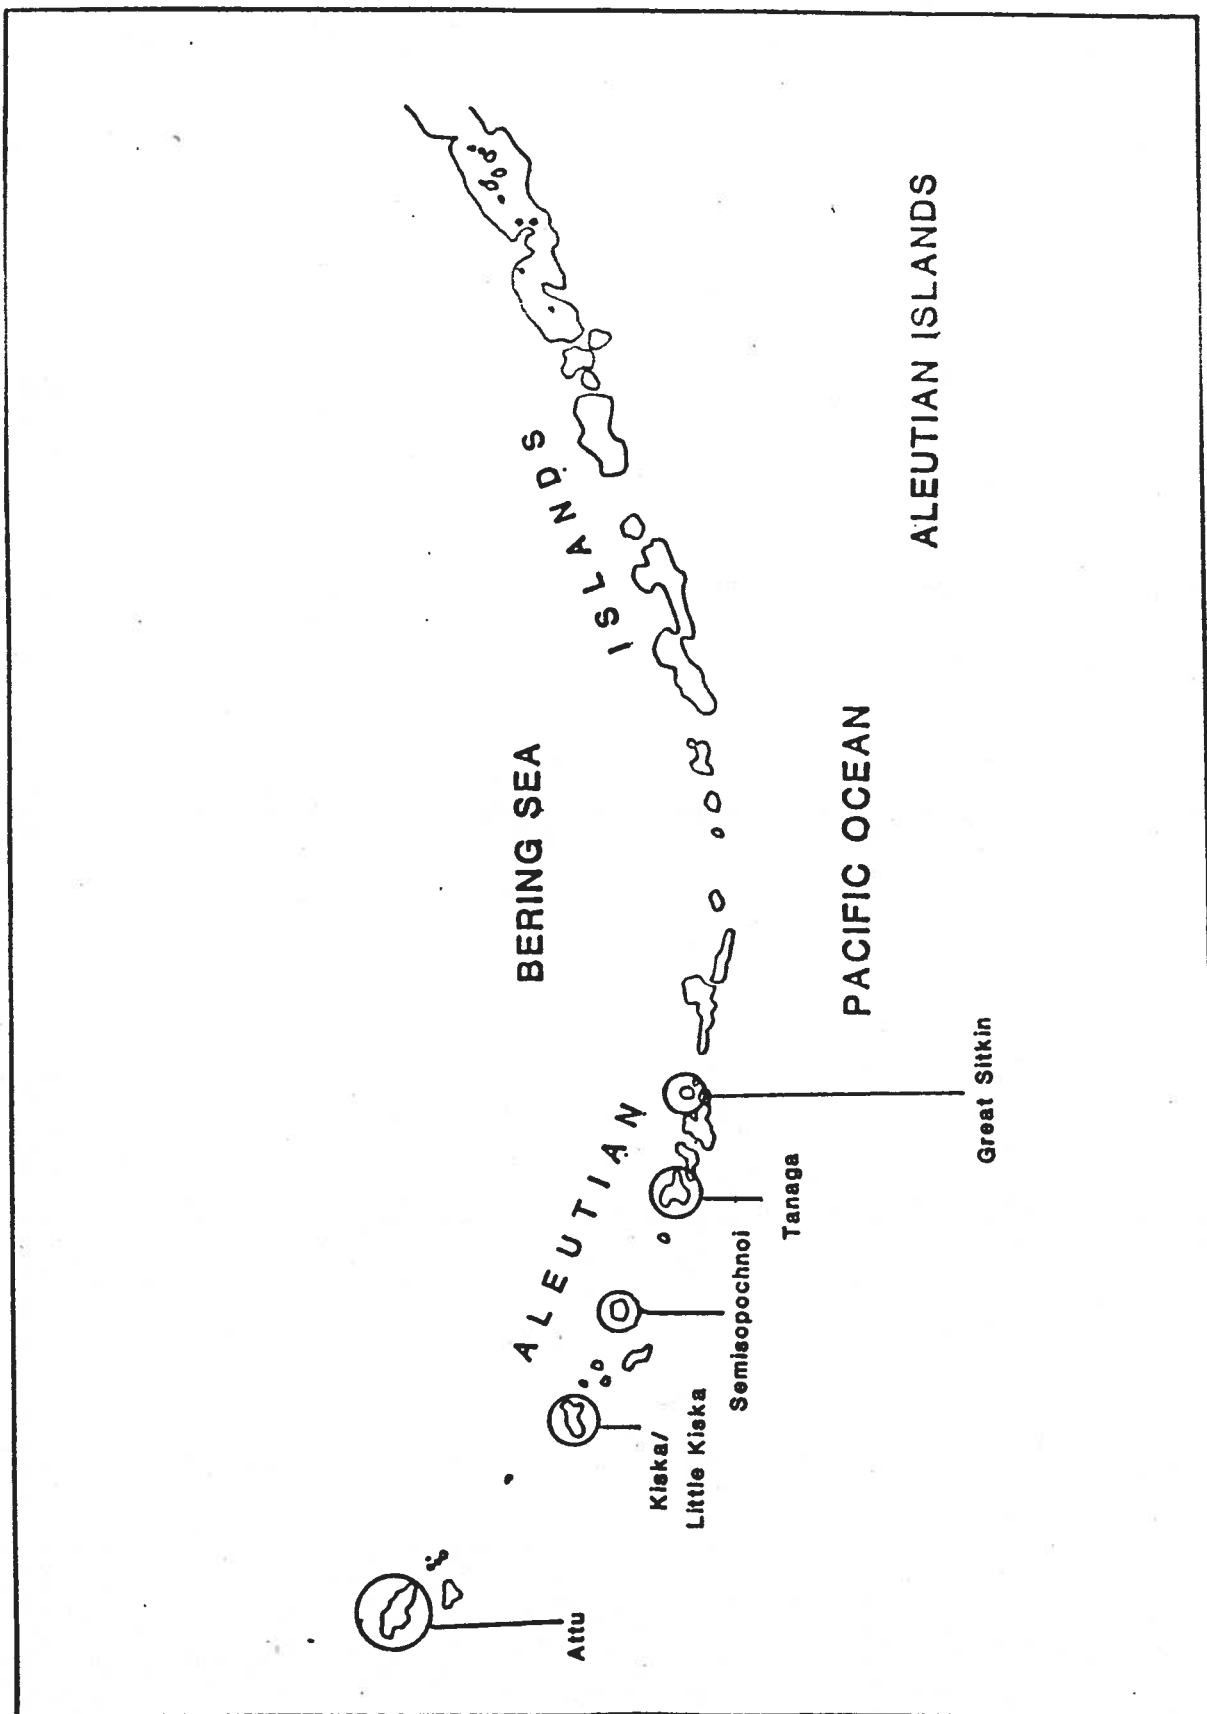 BERING SEA
ALEUTIAN
ISLANDS
Attu
Kiska/
Little Kiska
Semisopochnoi
Tanaga
Great Sitkin
PACIFIC OCEAN
ALEUTIAN ISLANDS